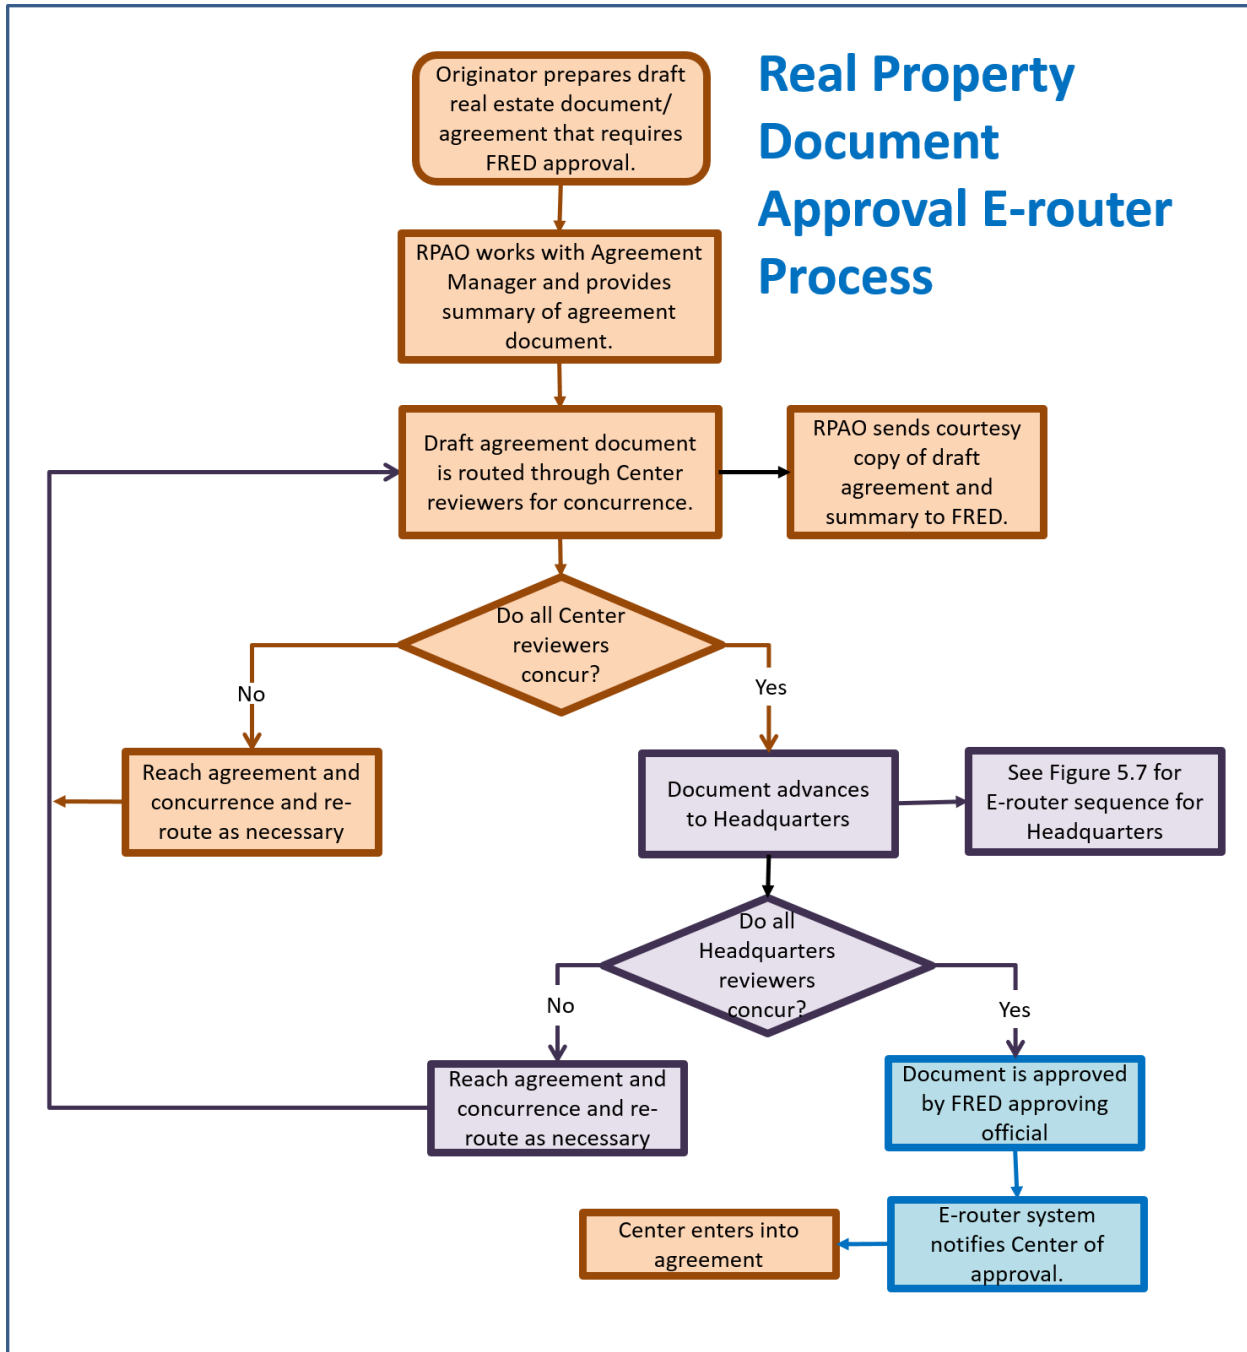 Real Property
Document
Approval E-router
Process
Originator prepares draft
real estate document/
agreement that requires
FRED approval.
RPAO works with Agreement
Manager and provides
summary of agreement
document.
Draft agreement document
is routed through Center
reviewers for concurrence.
RPAO sends courtesy
copy of draft
agreement and
summary to FRED.
Do all Center
reviewers
concur?
No
Yes
Reach agreement and
concurrence and re-
route as necessary
Document advances
to Headquarters
See Figure 5.7 for
E-router sequence for
Headquarters
Do all
Headquarters
reviewers
concur?
No
Yes
Reach agreement and
concurrence and re-
route as necessary
Document is approved
by FRED approving
official
E-router system
notifies Center of
approval.
Center enters into
agreement